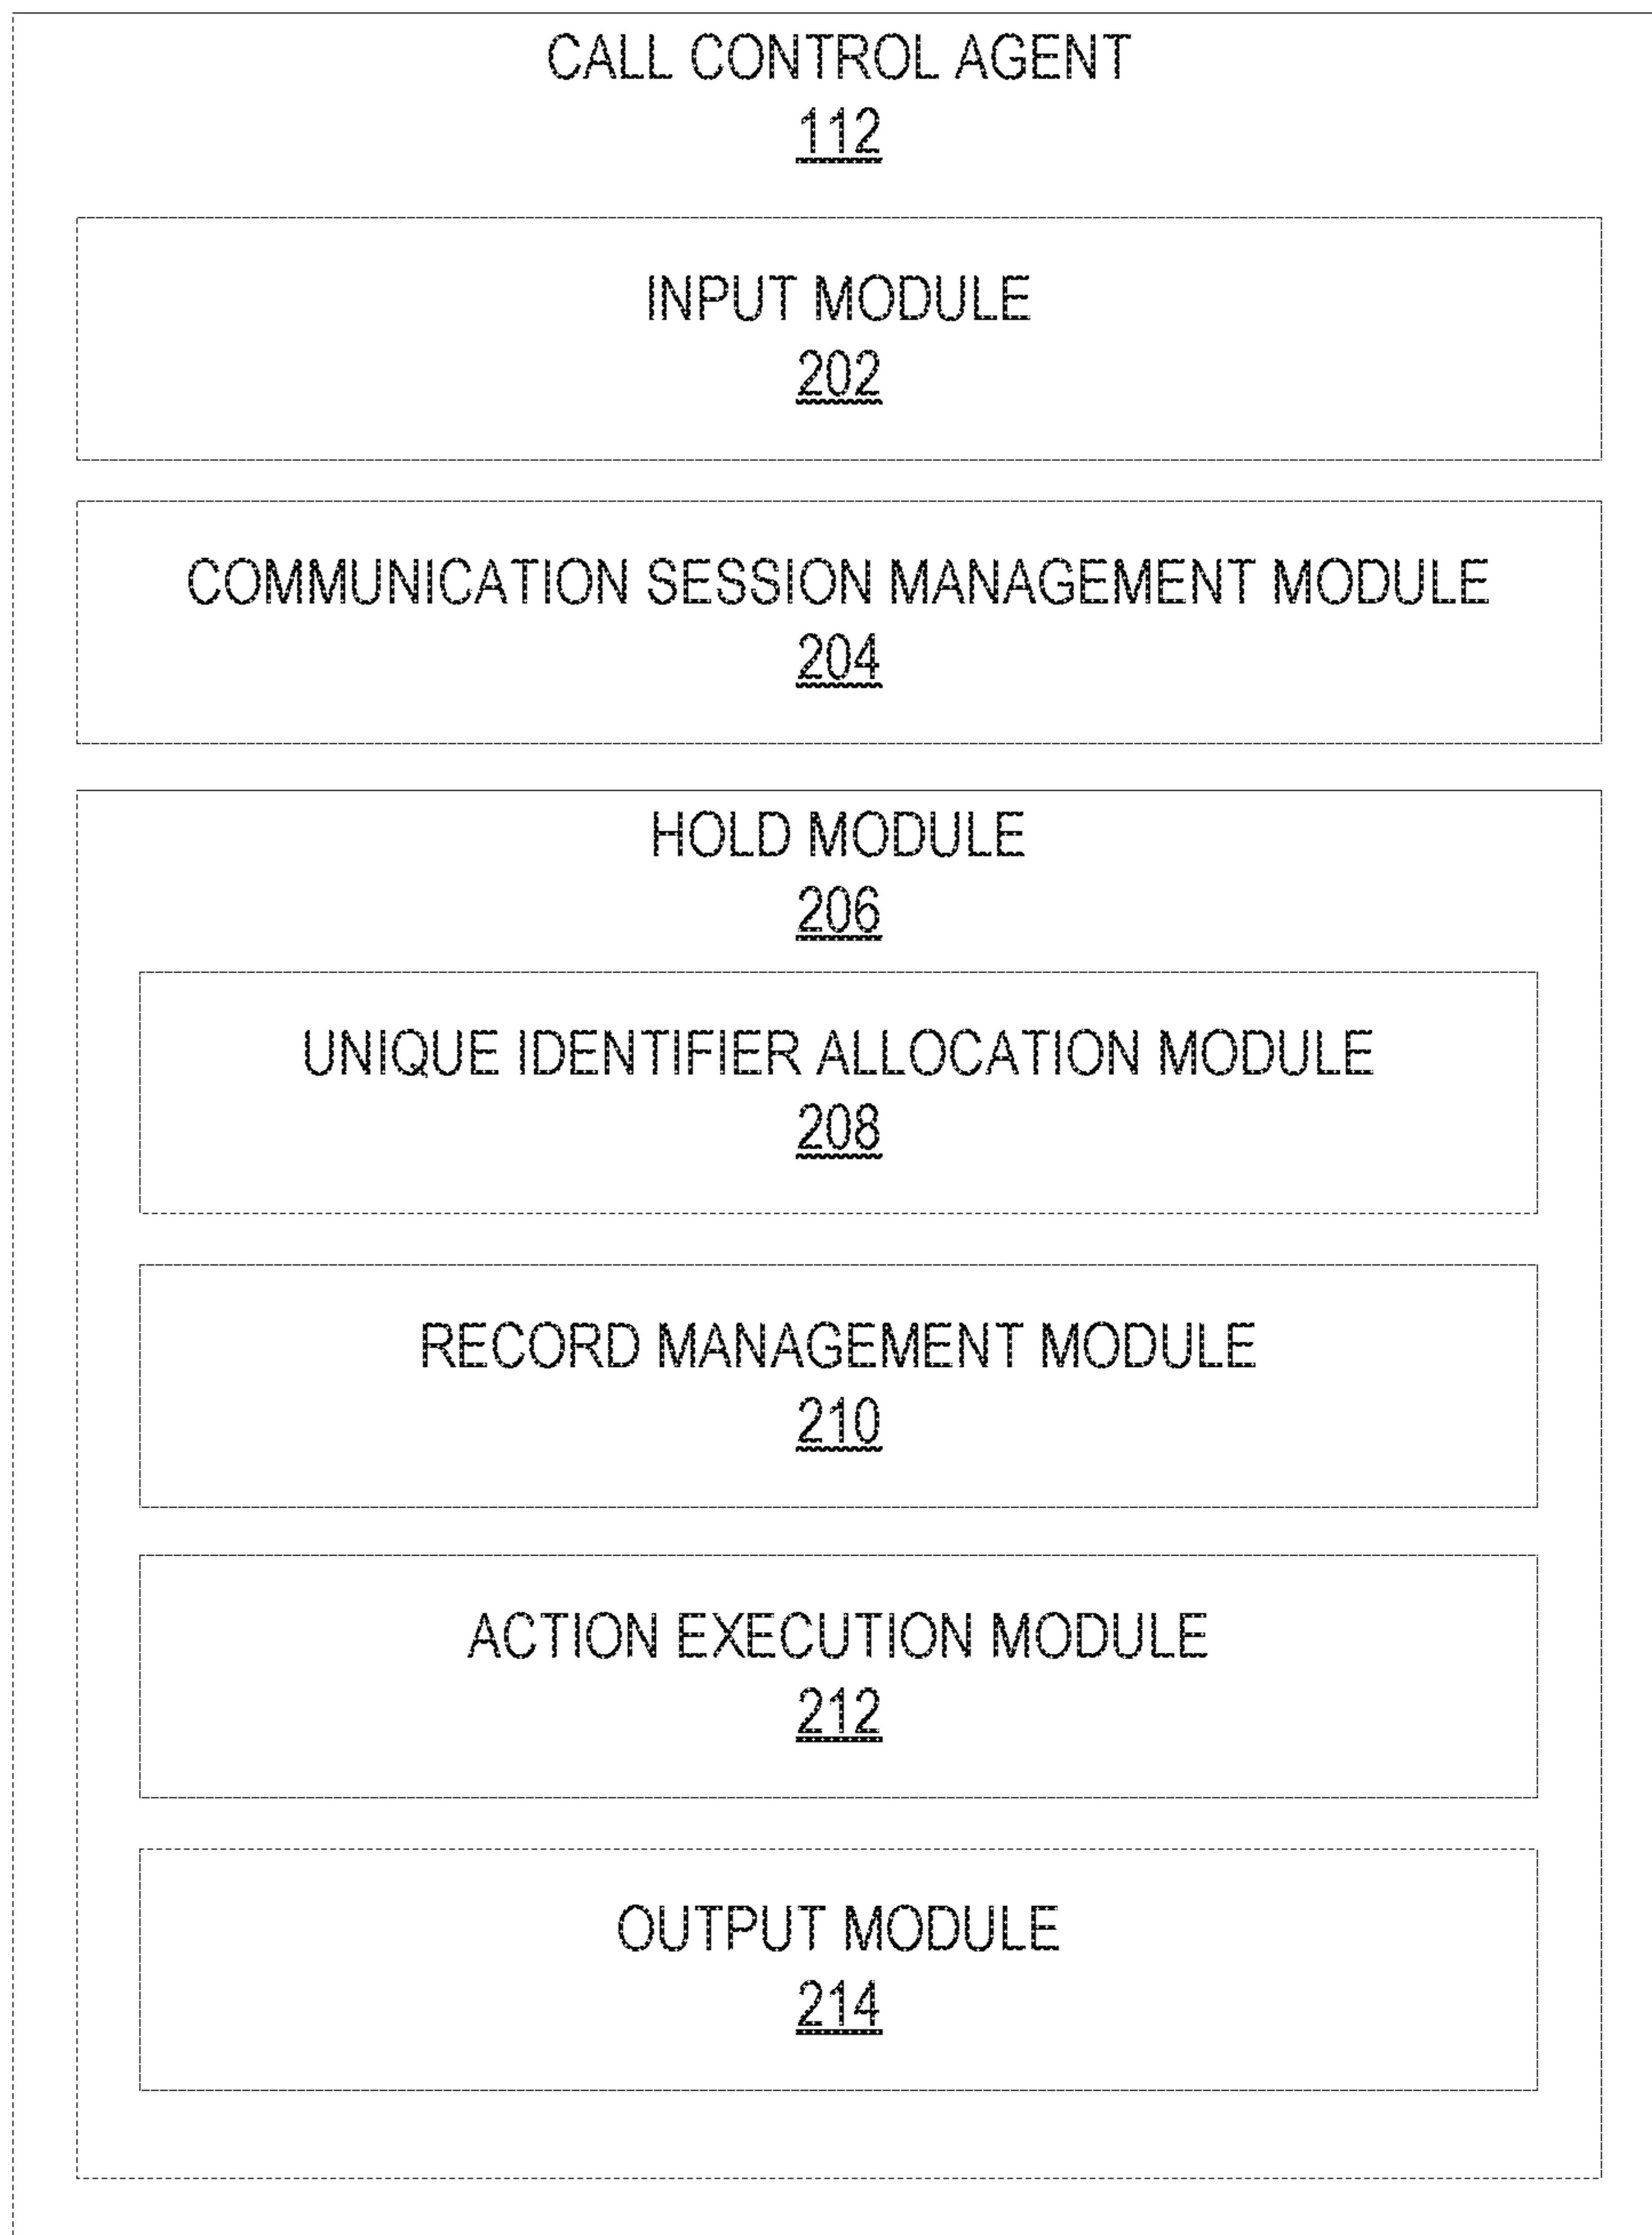 CALL CONTROL AGENT
112
INPUT MODULE
202
COMMUNICATION SESSION MANAGEMENT MODULE
204
HOLD MODULE
206
UNIQUE IDENTIFIER ALLOCATION MODULE
208
RECORD MANAGEMENT MODULE
210
ACTION EXECUTION MODULE
212
OUTPUT MODULE
214